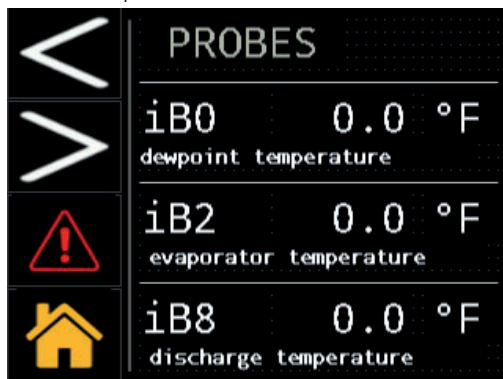 PROBES
iB0 0.0 °F
dewpoint temperature
iB2 0.0 °F
evaporator temperature
iB8 0.0 °F
discharge temperature